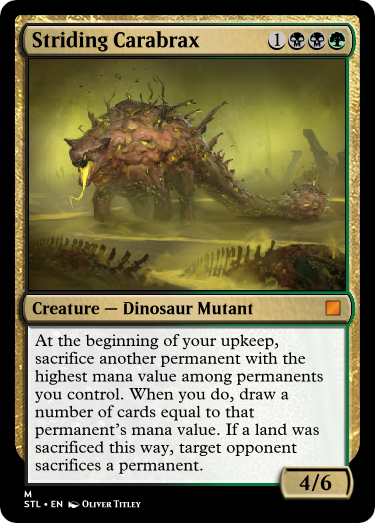 Striding Carabrax 1
Creature — Dinosaur Mutant
At the beginning of your upkeep,
sacrifice another permanent with the
highest mana value among permanents
you control. When you do, draw a
number of cards equal to that
permanent's mana value. If a land was
sacrificed this way, target opponent
sacrifices a permanent.
4/6
M
STL • EN Oliver Titley